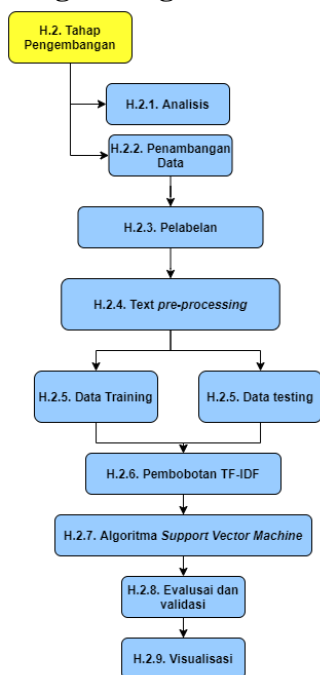 H.2. Tahap
Pengembangan
H.2.1. Analisis
H.2.2. Penambangan
Data
H.2.3. Pelabelan
H.2.4. Text pre-processing
H.2.5. Data Training
H.2.5. Data testing
H.2.6. Pembobotan TF-IDF
H.2.7. Algoritma Support Vector Machine
H.2.8. Evalusai dan
validasi
H.2.9. Visualisasi